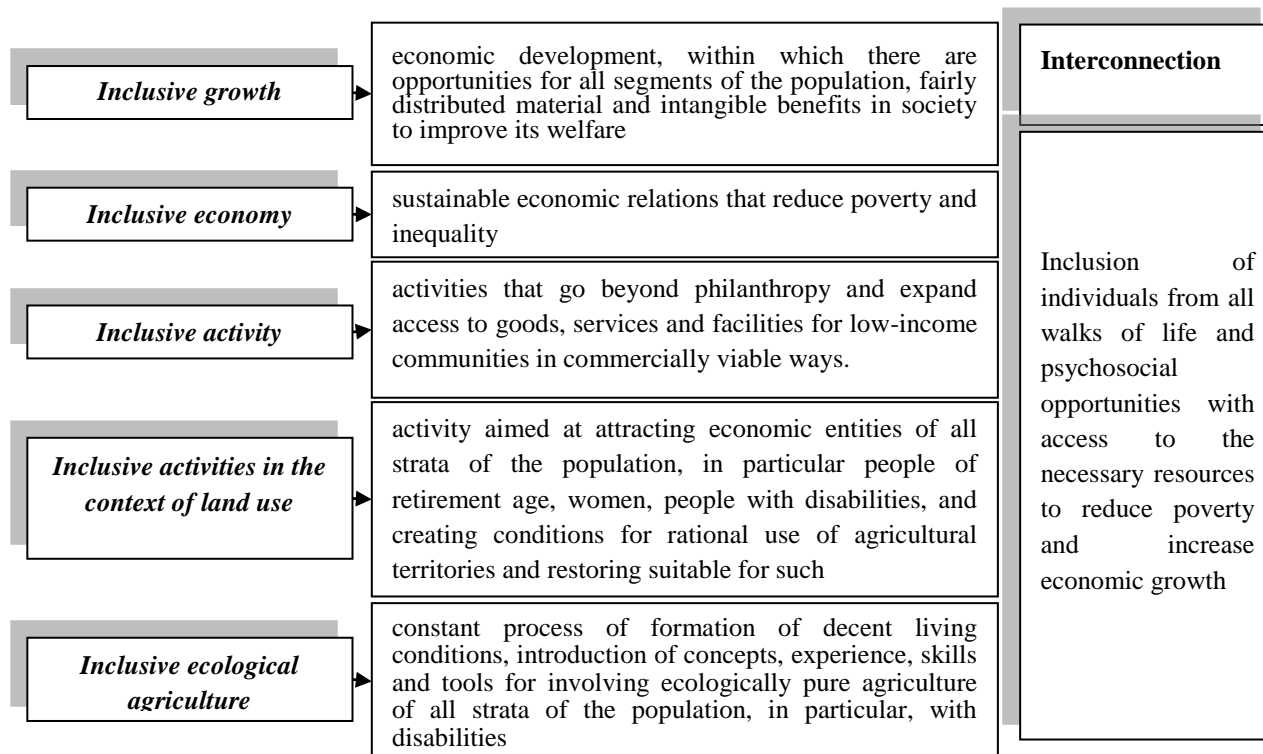 Inclusive growth
economic development, within which there are
opportunities for all segments of the population, fairly
distributed material and intangible benefits in society
to improve its welfare
Inclusive economy
sustainable economic relations that reduce poverty and
inequality
Inclusive activity
activities that go beyond philanthropy and expand
access to goods, services and facilities for low-income
communities in commercially viable ways.
Inclusive activities in the
context of land use
activity aimed at attracting economic entities of all
strata of the population, in particular people of
retirement age, women, people with disabilities, and
creating conditions for rational use of agricultural
territories and restoring suitable for such
Inclusive ecological
agriculture
constant process of formation of decent living
conditions, introduction of concepts, experience, skills
and tools for involving ecologically pure agriculture
of all strata of the population, in particular, with
disabilities
Interconnection
Inclusion of
individuals from all
walks of life and
psychosocial
opportunities with
access to the
necessary resources
to reduce poverty
and increase
economic growth